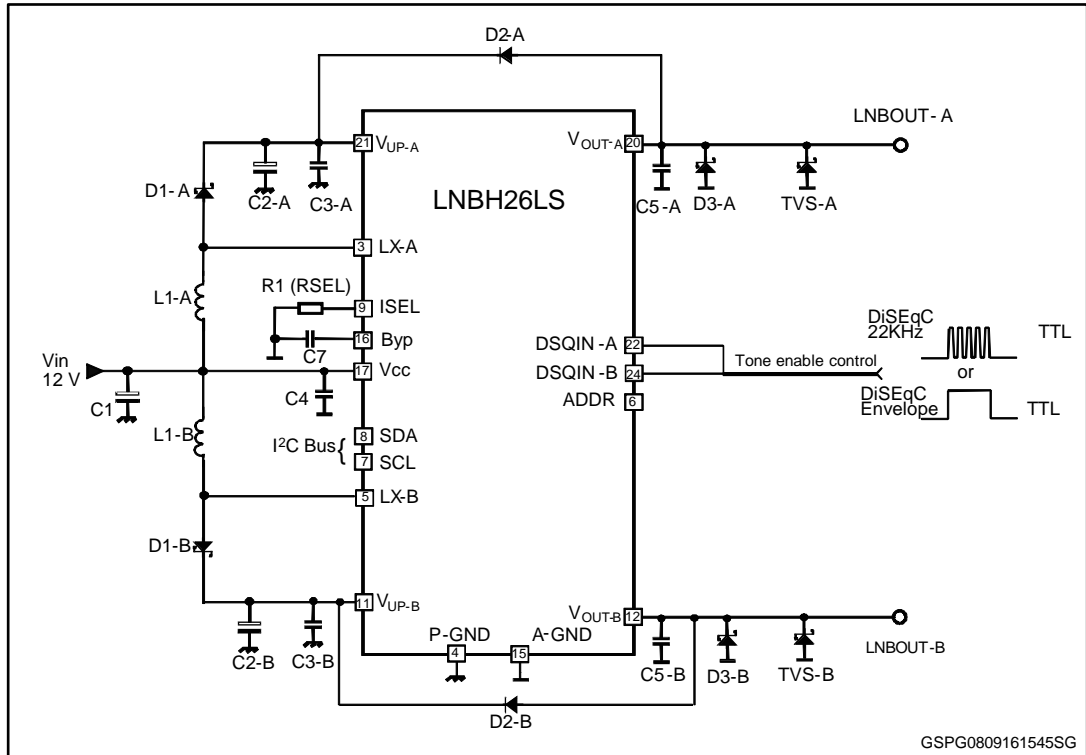 D2-A
LNBOUT- A
21 VUP-A
VOUT-A 20
LNBH26LS
D1-A
C2-A
C3-A
C5-A
D3-A
TVS-A
3 LX-A
L1-A
R1 (RSEL)
9 ISEL
16 Byp
C7
DSQIN -A 22
DiSEqC
22KHz
TTL
Vin
12 V
17 Vcc
DSQIN -B 24
Tone enable control
or
C1
C4
ADDR 6
DiSEqC
Envelope
TTL
L1-B
I²C Bus {
8 SDA
7 SCL
5 LX-B
D1-B
11 VUP-B
VOUT-B 12
LNBOUT-B
P-GND
A-GND
4
15
C2-B
C3-B
C5-B
D3-B
TVS-B
D2-B
GSPG0809161545SG